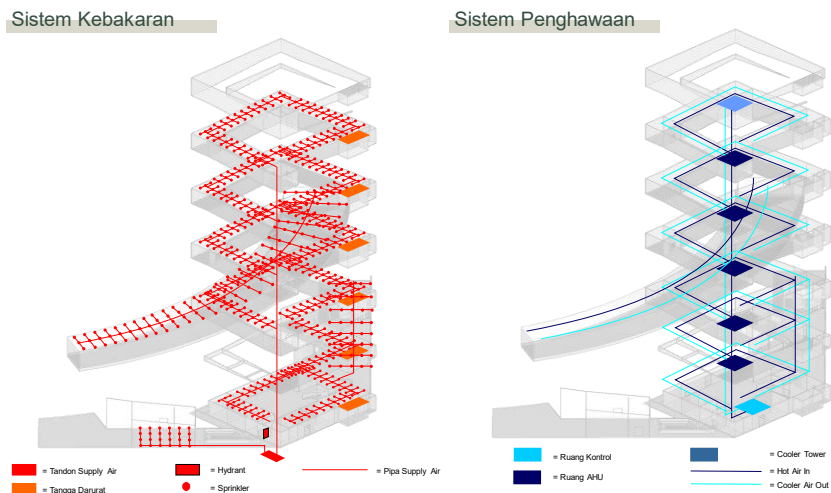 Sistem Kebakaran
Sistem Penghawaan
= Tandon Supply Air
= Hydrant
= Pipa Supply Air
= Tangga Darurat
= Sprinkler
= Ruang Kontrol
= Cooler Tower
= Ruang AHU
= Hot Air In
= Cooler Air Out